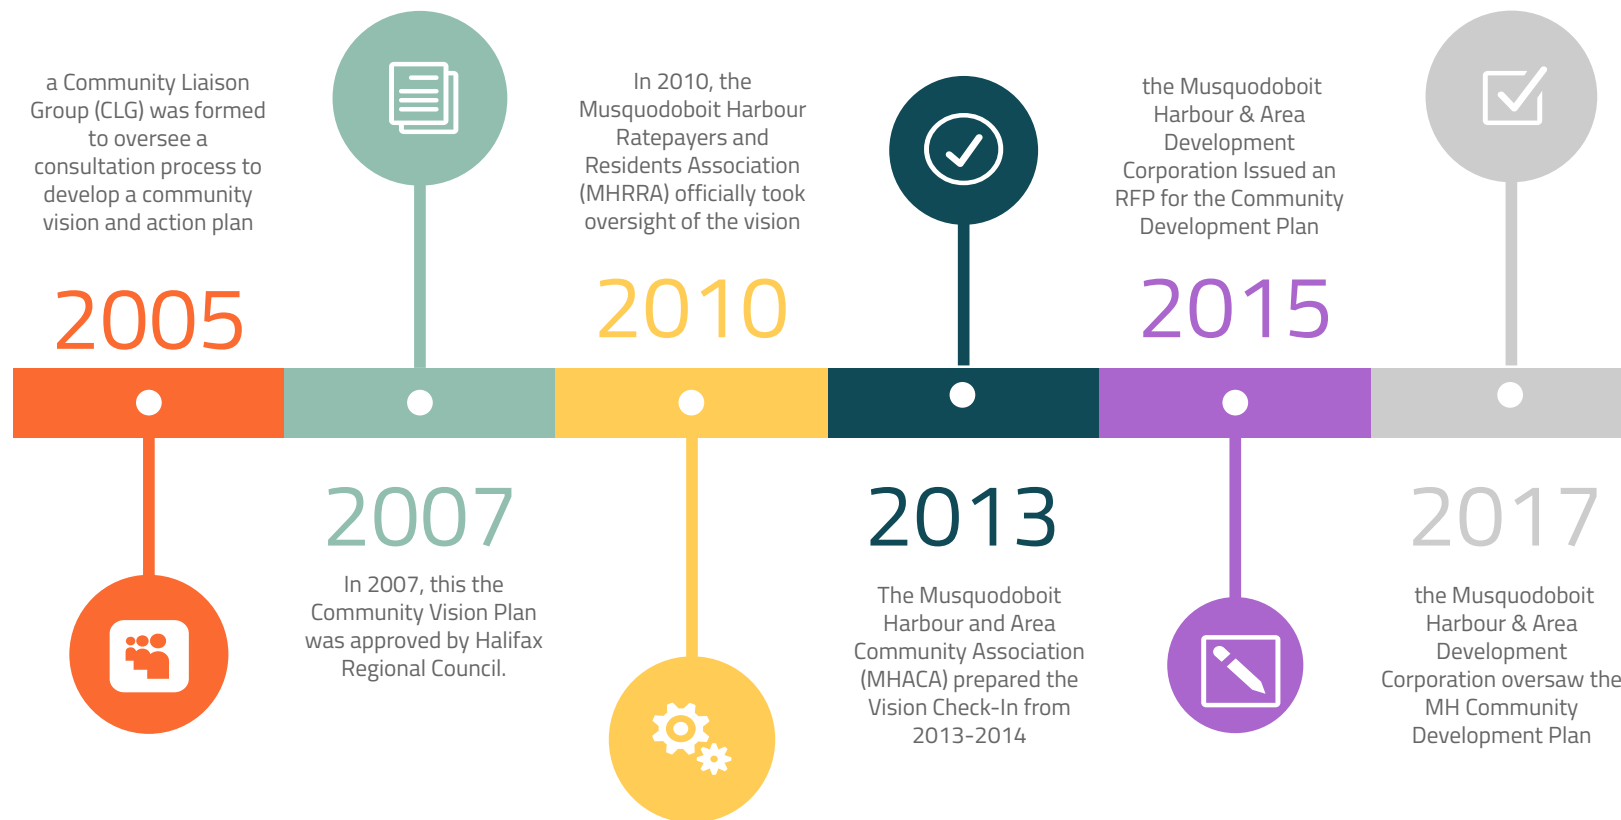 a Community Liaison
Group (CLG) was formed
to oversee a
consultation process to
develop a community
vision and action plan
2005
2007
In 2007, this the
Community Vision Plan
was approved by Halifax
Regional Council.
In 2010, the
Musquodoboit Harbour
Ratepayers and
Residents Association
(MHRRA) officially took
oversight of the vision
2010
2013
The Musquodoboit
Harbour and Area
Community Association
(MHACA) prepared the
Vision Check-In from
2013-2014
the Musquodoboit
Harbour & Area
Development
Corporation Issued an
RFP for the Community
Development Plan
2015
2017
the Musquodoboit
Harbour & Area
Development
Corporation oversaw the
MH Community
Development Plan